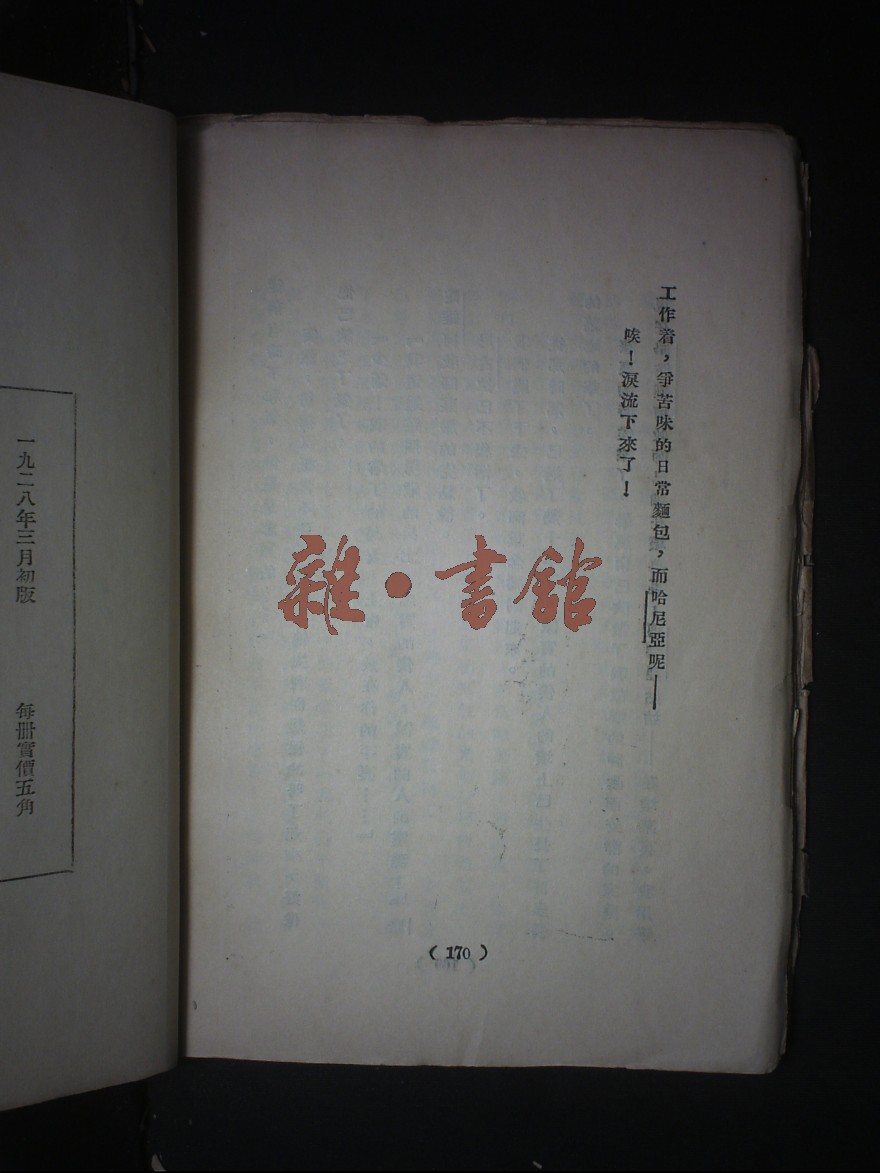 工作着，爭苦味的日常麵包，而哈尼亞呢——
唉！淚流下來了！
（170）
一九二八年三月初版
每册實價五角
雜·書館